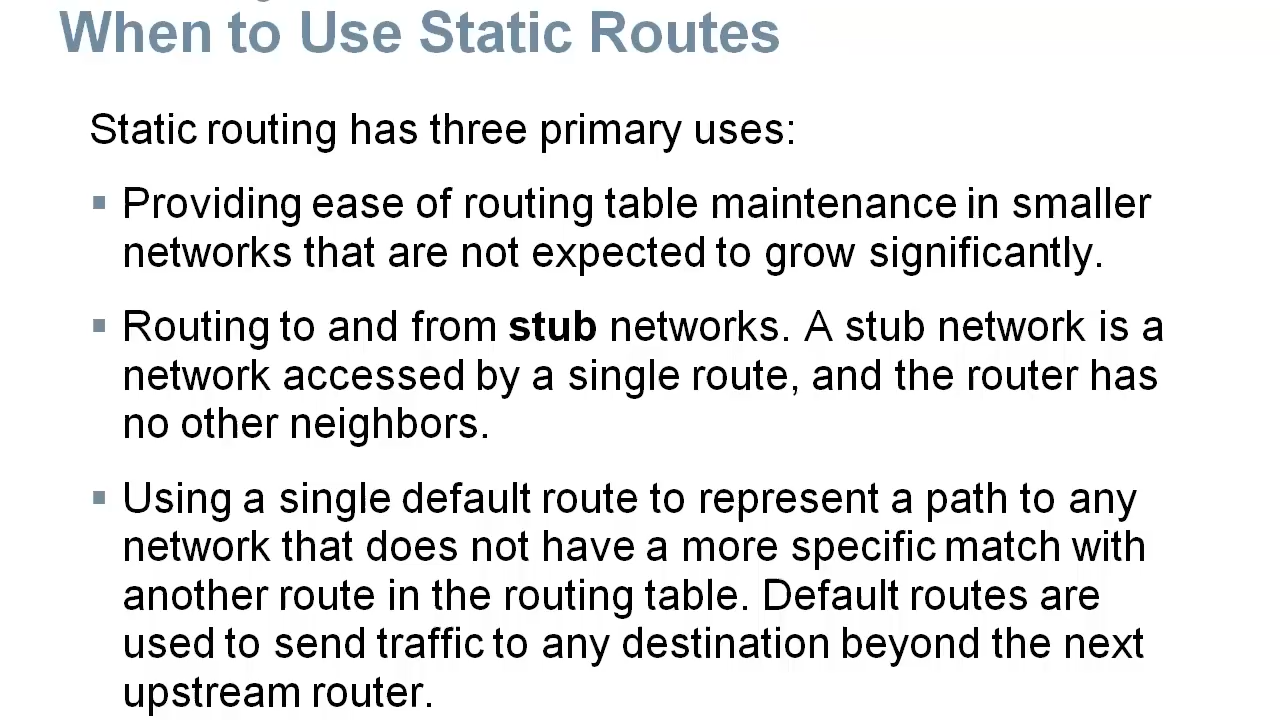 When to Use Static Routes
Static routing has three primary uses:
▪ Providing ease of routing table maintenance in smaller
networks that are not expected to grow significantly.
▪ Routing to and from stub networks. A stub network is a
network accessed by a single route, and the router has
no other neighbors.
▪ Using a single default route to represent a path to any
network that does not have a more specific match with
another route in the routing table. Default routes are
used to send traffic to any destination beyond the next
upstream router.